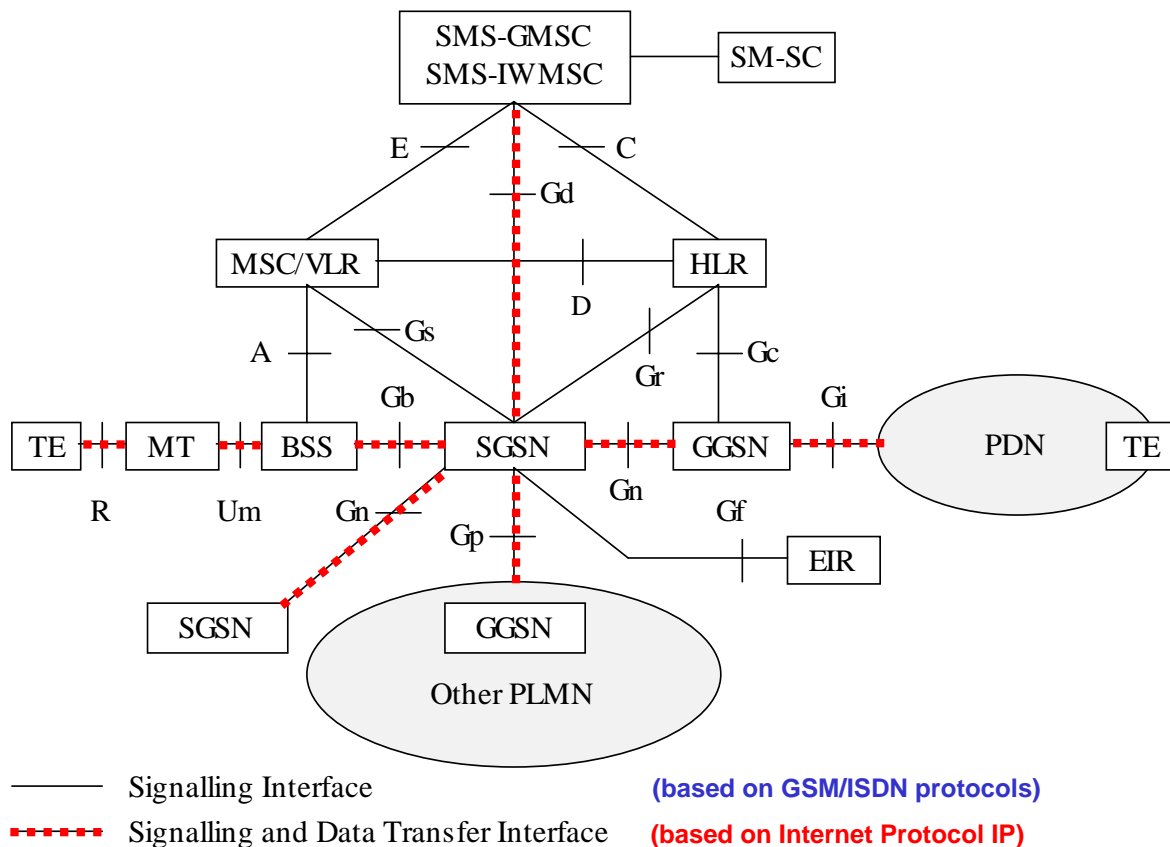 SMS-GMSC
SMS-IWMSC
SM-SC
E
C
Gd
MSC/VLR
HLR
D
Gs
A
Gr
Gc
Gb
Gi
TE
MT
BSS
SGSN
GGSN
PDN
TE
R
Um
Gn
Gn
Gf
Gp
EIR
SGSN
GGSN
Other PLMN
Signalling Interface (based on GSM/ISDN protocols)
Signalling and Data Transfer Interface (based on Internet Protocol IP)